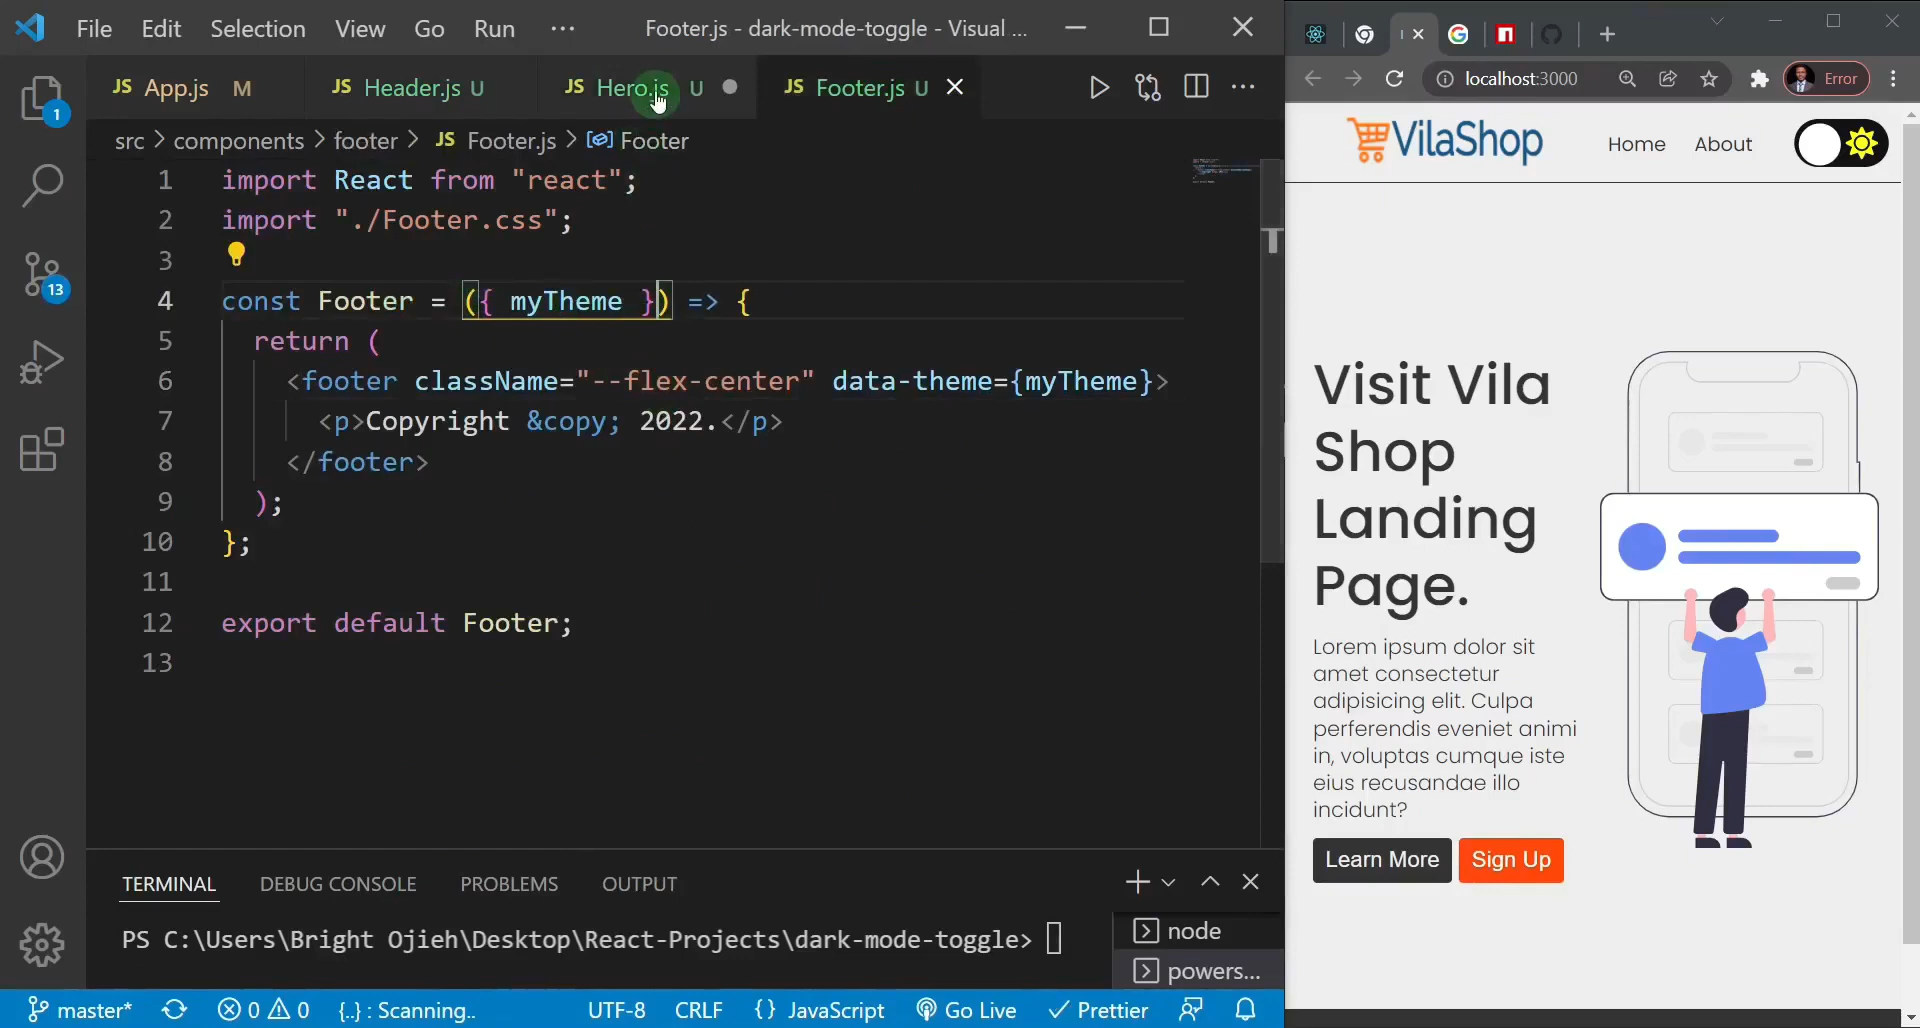 File Edit Selection View Go Run ··· Footer.js - dark-mode-toggle - Visual ...
JS App.js M JS Header.js U JS Hero.js U JS Footer.js U
src > components > footer > JS Footer.js > Footer
1 import React from "react";
2 import "./Footer.css";
3
4 const Footer = ({ myTheme }) => {
5 return (
6 <footer className="--flex-center" data-theme={myTheme}>
7 <p>Copyright &copy; 2022.</p>
8 </footer>
9 );
10 };
11
12 export default Footer;
13
1
13
TERMINAL DEBUG CONSOLE PROBLEMS OUTPUT
PS C:\Users\Bright Ojieh\Desktop\React-Projects\dark-mode-toggle>
node
powers...
master* 0 0 {..} : Scanning.. UTF-8 CRLF {} JavaScript Go Live Prettier
localhost:3000 Error
VilaShop Home About
Visit Vila
Shop
Landing
Page.
Lorem ipsum dolor sit
amet consectetur
adipisicing elit. Culpa
perferendis eveniet animi
in, voluptas cumque iste
eius recusandae illo
incidunt?
Learn More Sign Up